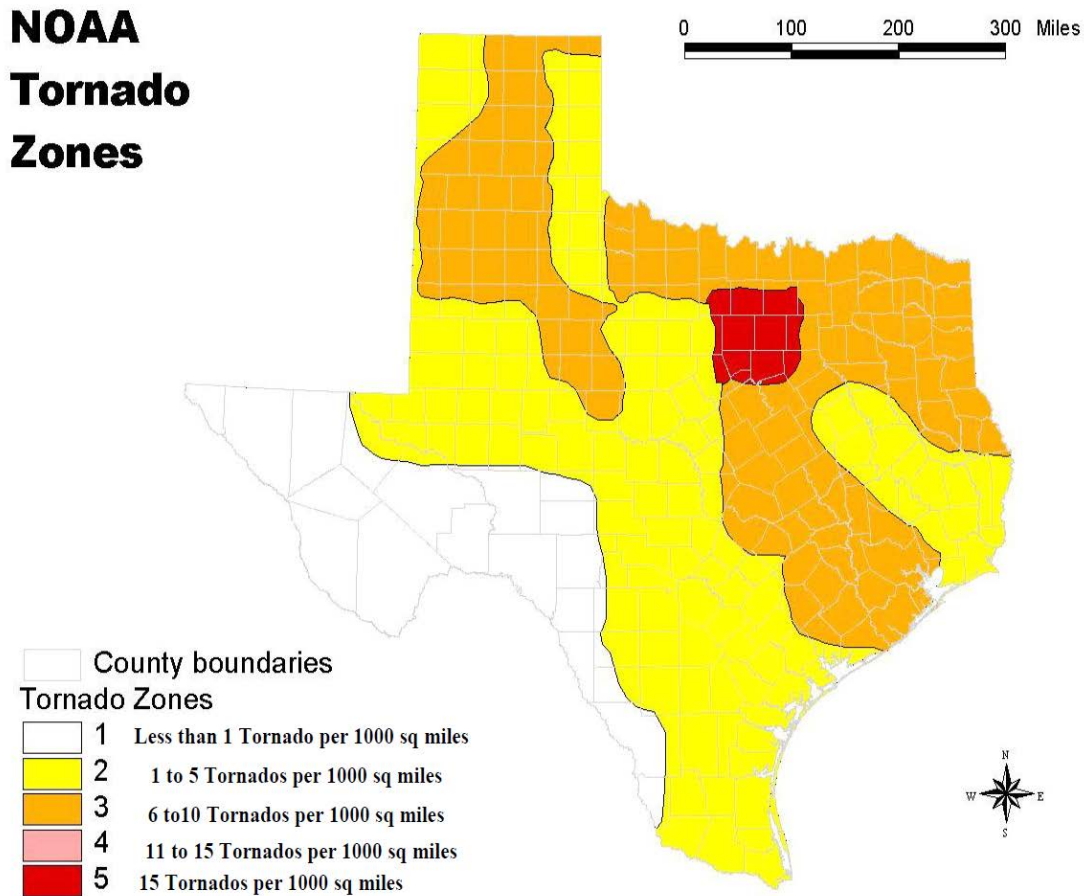 NOAA
Tornado
Zones
0 100 200 300 Miles
County boundaries
Tornado Zones
1 Less than 1 Tornado per 1000 sq miles
2 1 to 5 Tornados per 1000 sq miles
3 6 to10 Tornados per 1000 sq miles
4 11 to 15 Tornados per 1000 sq miles
5 15 Tornados per 1000 sq miles
N
W E
S